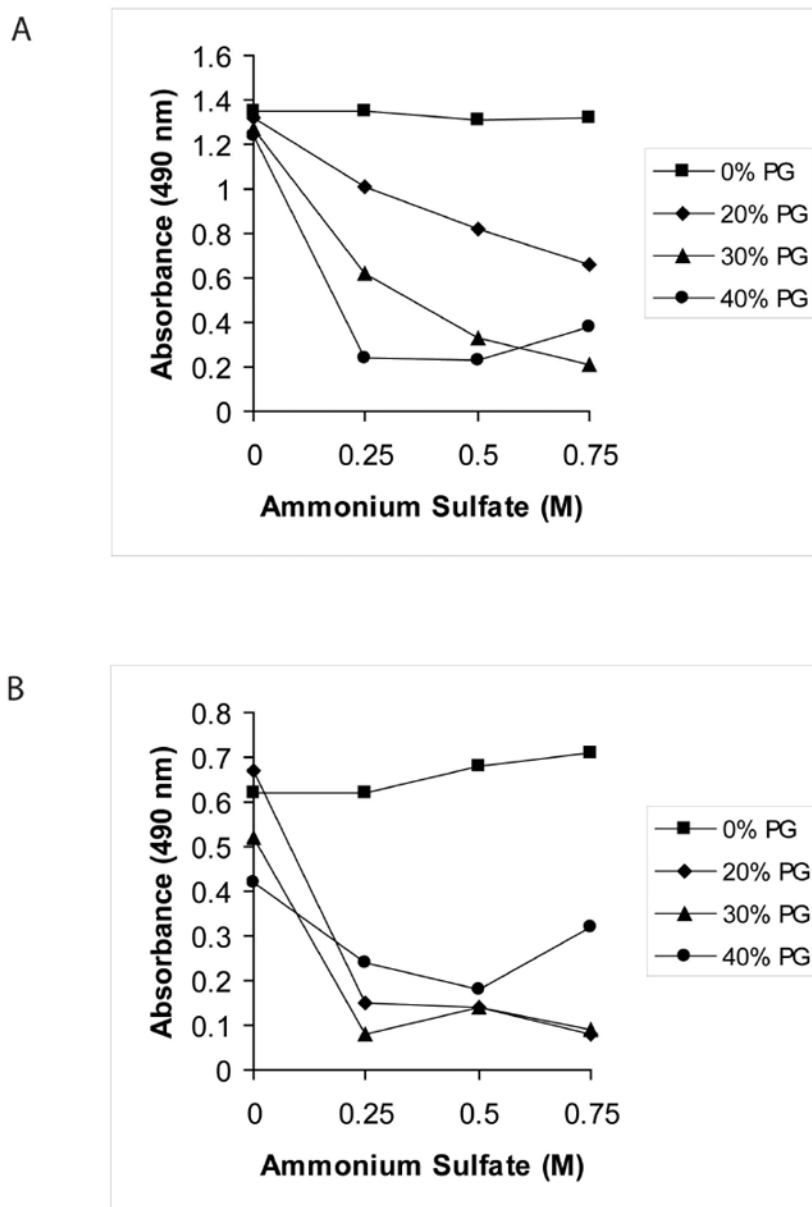 A
Absorbance (490 nm)
1.6
1.4
1.2
1
0.8
0.6
0.4
0.2
0
0 0.25 0.5 0.75
Ammonium Sulfate (M)
0% PG
20% PG
30% PG
40% PG
B
Absorbance (490 nm)
0.8
0.7
0.6
0.5
0.4
0.3
0.2
0.1
0
0 0.25 0.5 0.75
Ammonium Sulfate (M)
0% PG
20% PG
30% PG
40% PG